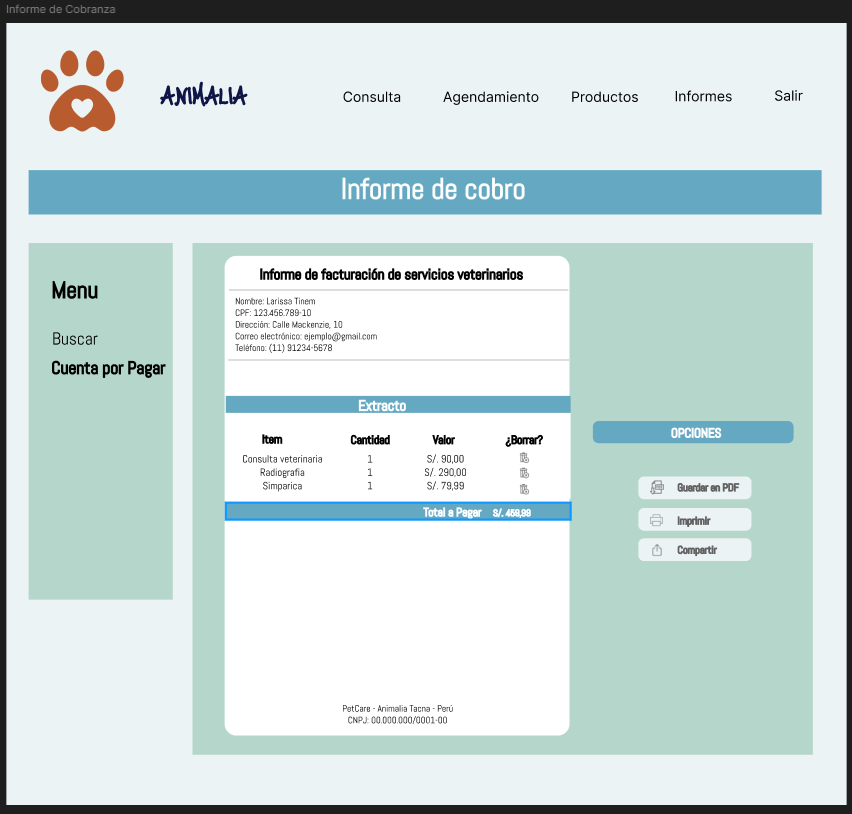 Informe de Cobranza
ANIMALIA
Consulta Agendamiento Productos Informes Salir
Informe de cobro
Menu
Buscar
Cuenta por Pagar
Informe de facturación de servicios veterinarios
Nombre: Larissa Tinem
CPF: 123.456.789-10
Dirección: Calle Mackenzie, 10
Correo electrónico: ejemplo@gmail.com
Teléfono: (11) 91234-5678
Extracto
Item Cantidad Valor ¿Borrar?
Consulta veterinaria 1 S/. 90,00
Radiografia 1 S/. 290,00
Simparica 1 S/. 79,99
Total a Pagar S/. 459,99
PetCare - Animalia Tacna - Perú
CNPJ: 00.000.000/0001-00
OPCIONES
Guardar en PDF
Imprimir
Compartir